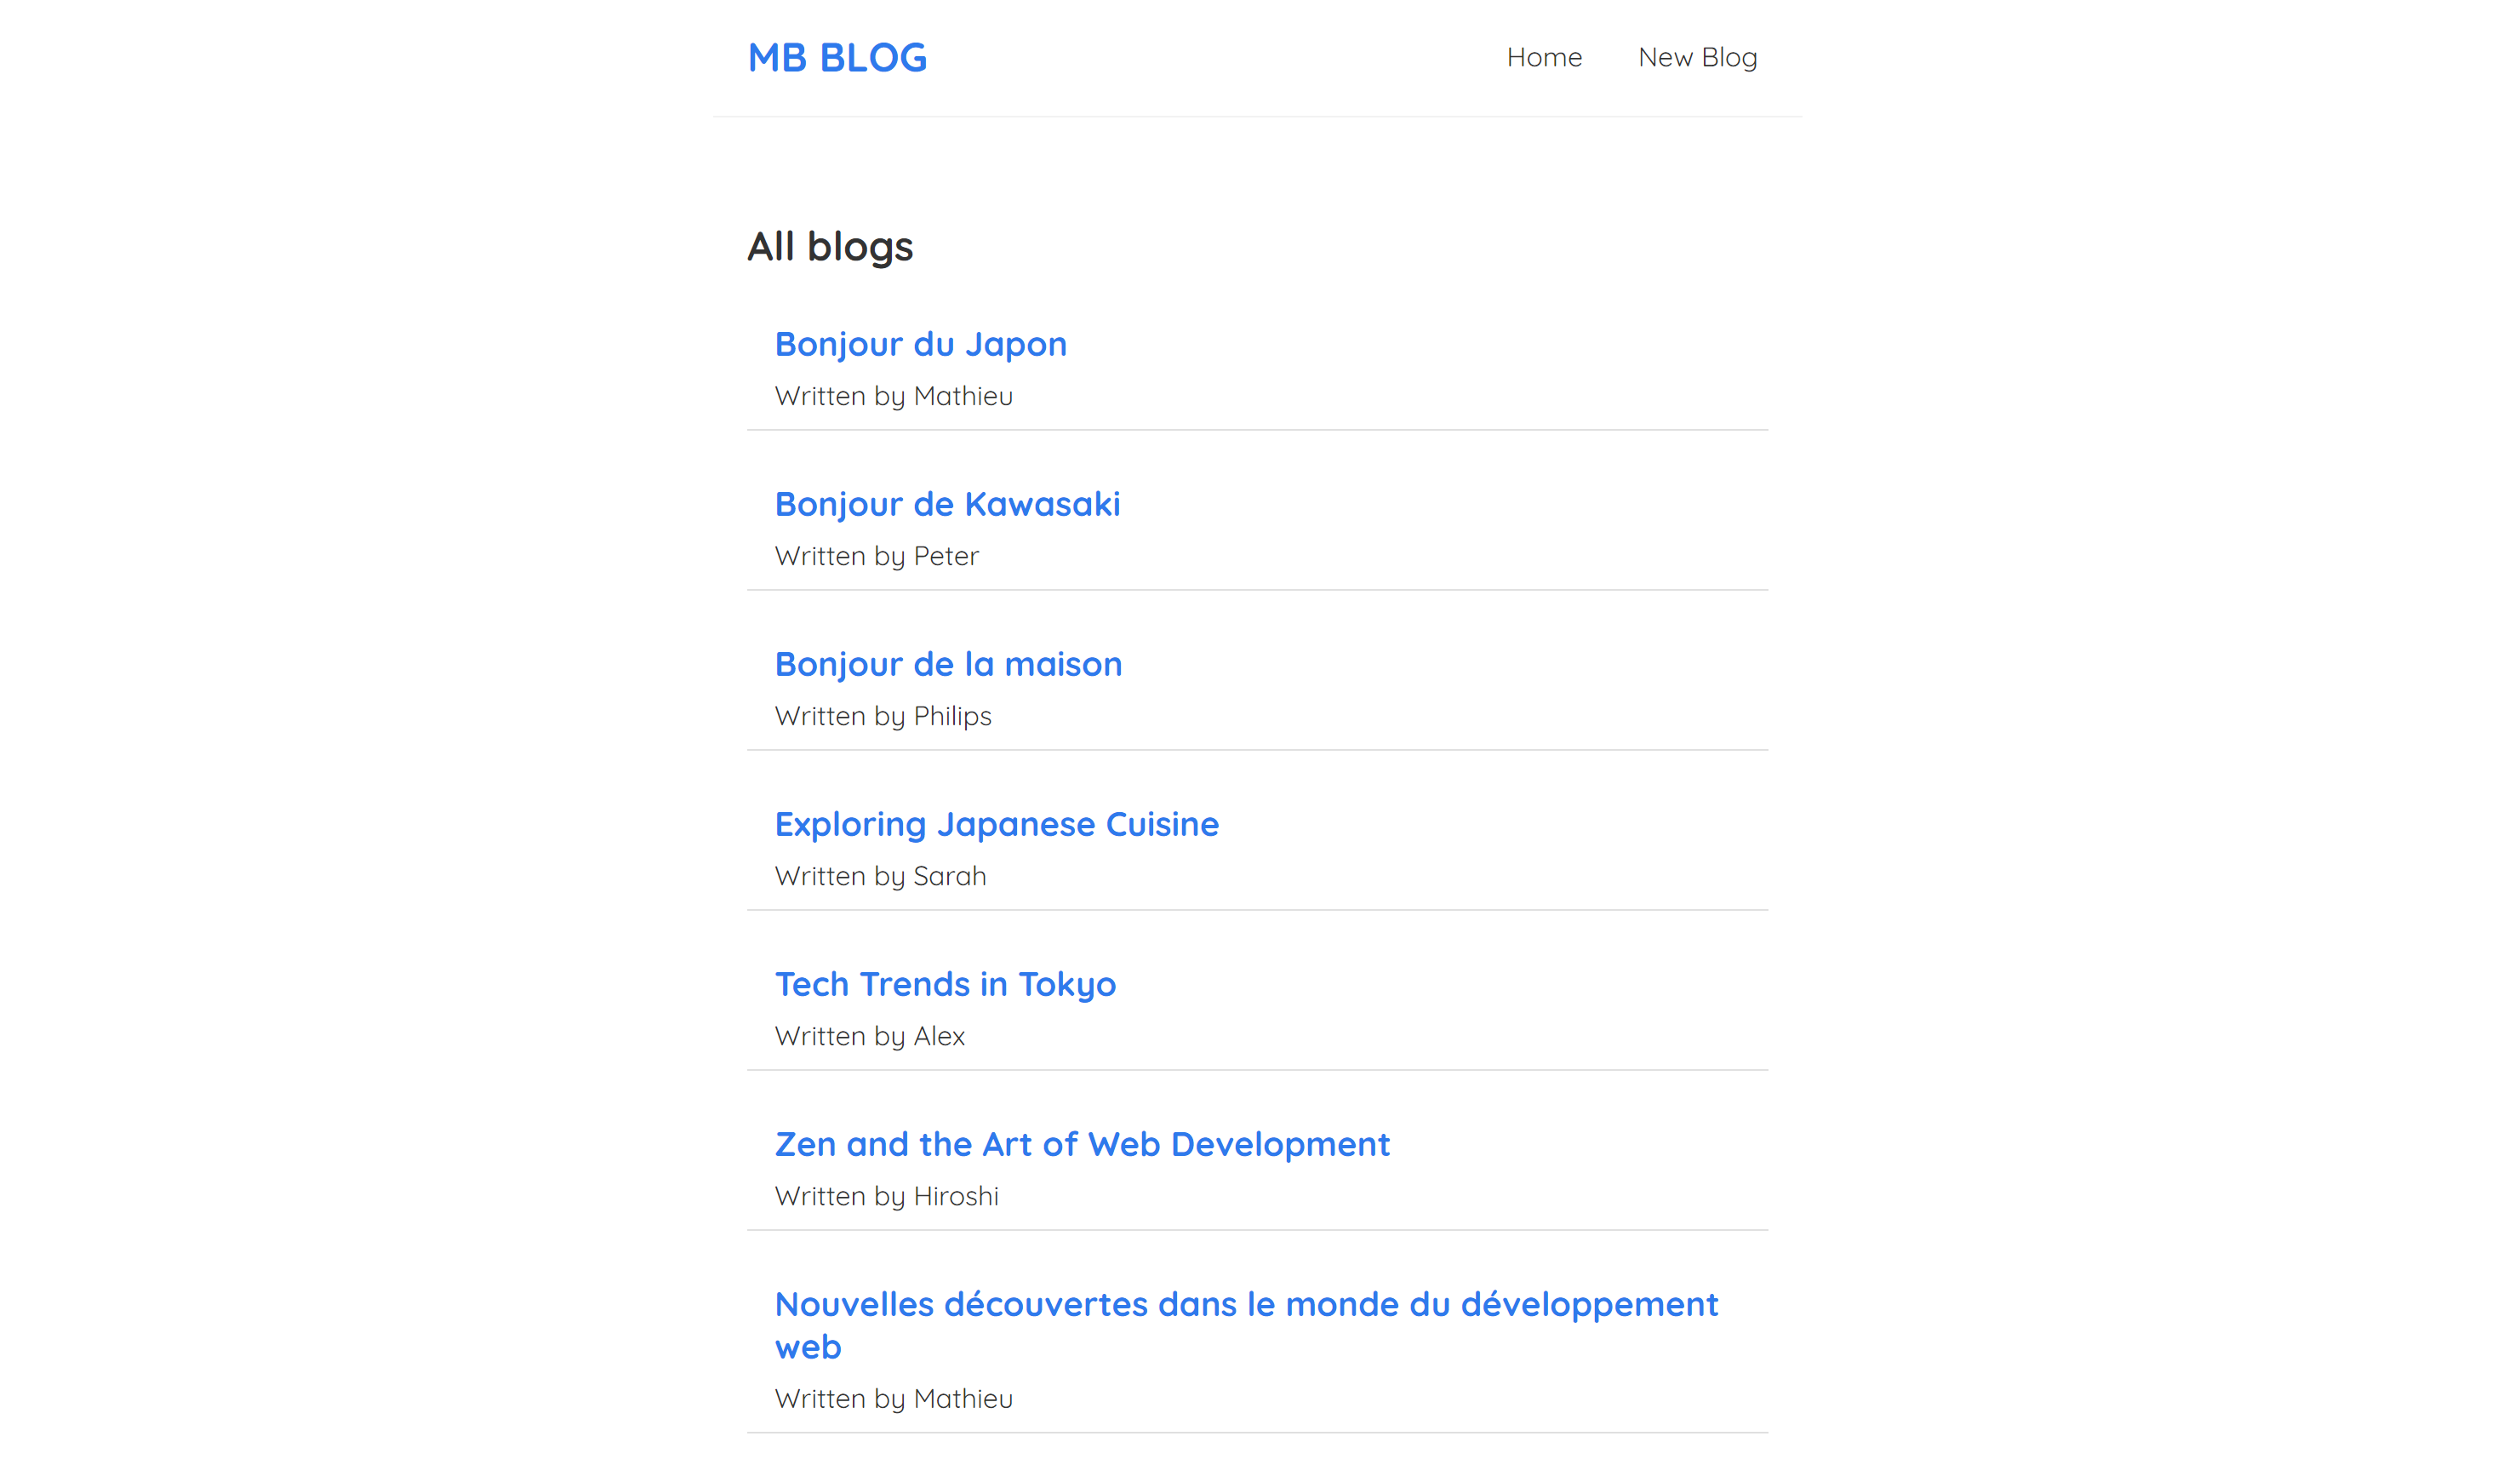 MB BLOG
Home
New Blog
All blogs
Bonjour du Japon
Written by Mathieu
Bonjour de Kawasaki
Written by Peter
Bonjour de la maison
Written by Philips
Exploring Japanese Cuisine
Written by Sarah
Tech Trends in Tokyo
Written by Alex
Zen and the Art of Web Development
Written by Hiroshi
Nouvelles découvertes dans le monde du développement
web
Written by Mathieu